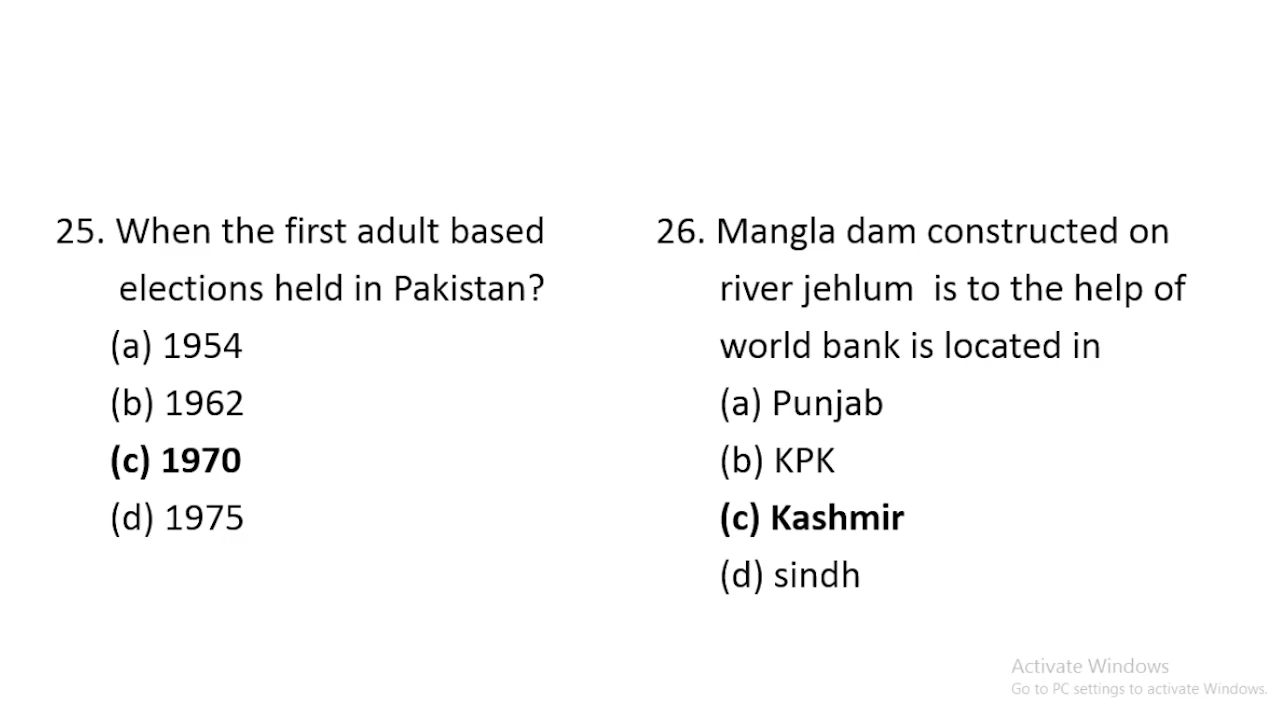 25. When the first adult based
elections held in Pakistan?
(a) 1954
(b) 1962
(c) 1970
(d) 1975
26. Mangla dam constructed on
river jehlum  is to the help of
world bank is located in
(a) Punjab
(b) KPK
(c) Kashmir
(d) sindh
Activate Windows
Go to PC settings to activate Windows.